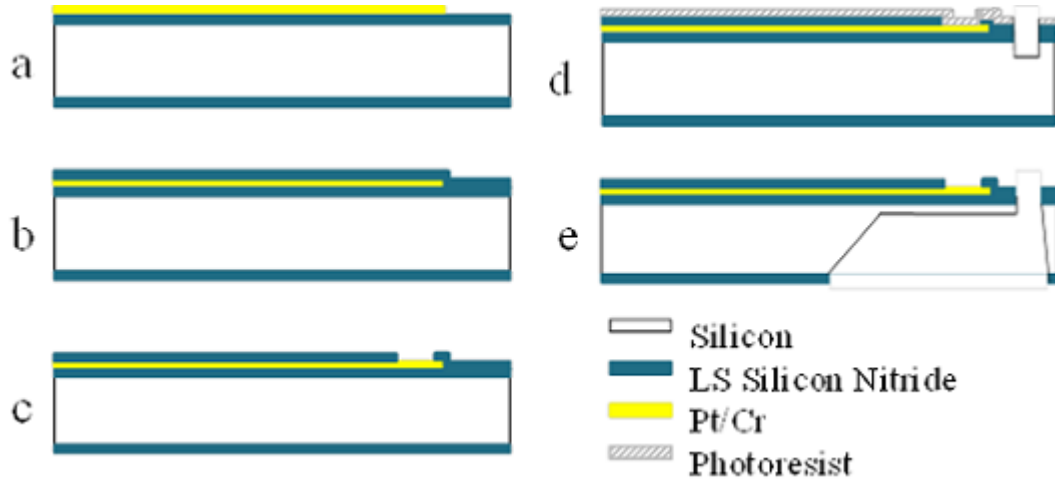 a
b
c
d
e
Silicon
LS Silicon Nitride
Pt/Cr
Photoresist